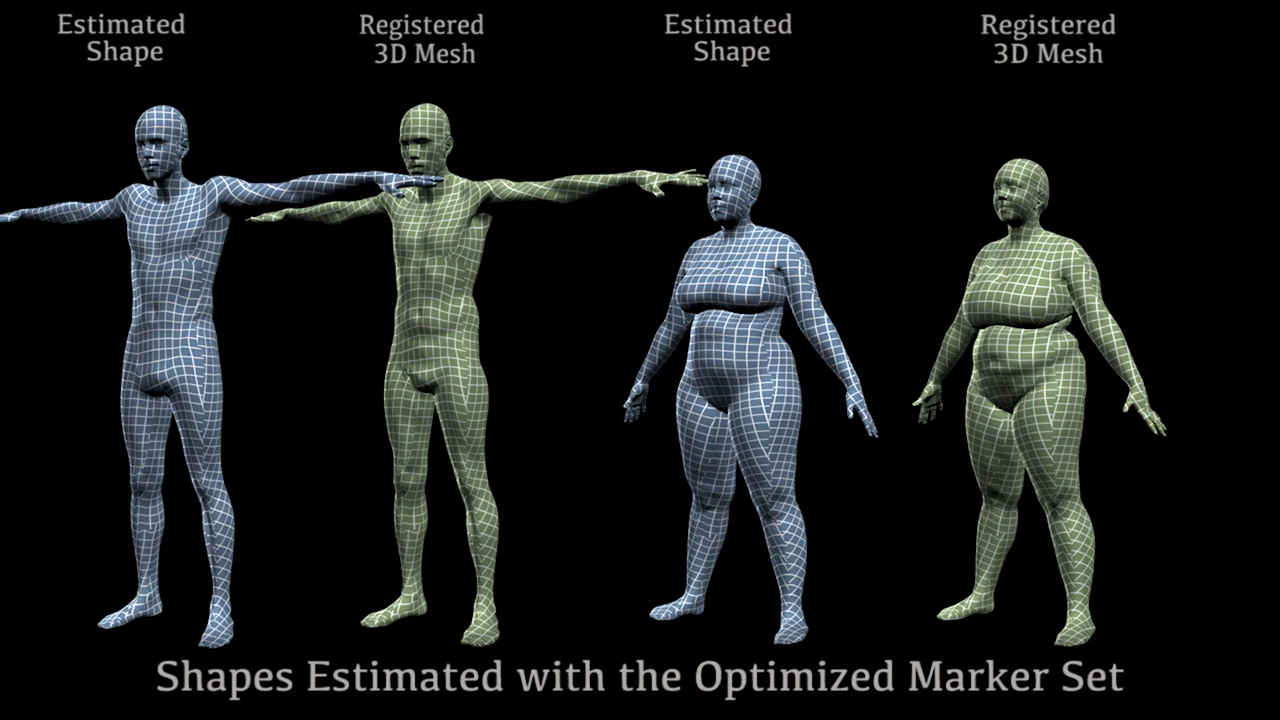 Estimated
Shape
Registered
3D Mesh
Estimated
Shape
Registered
3D Mesh
Shapes Estimated with the Optimized Marker Set